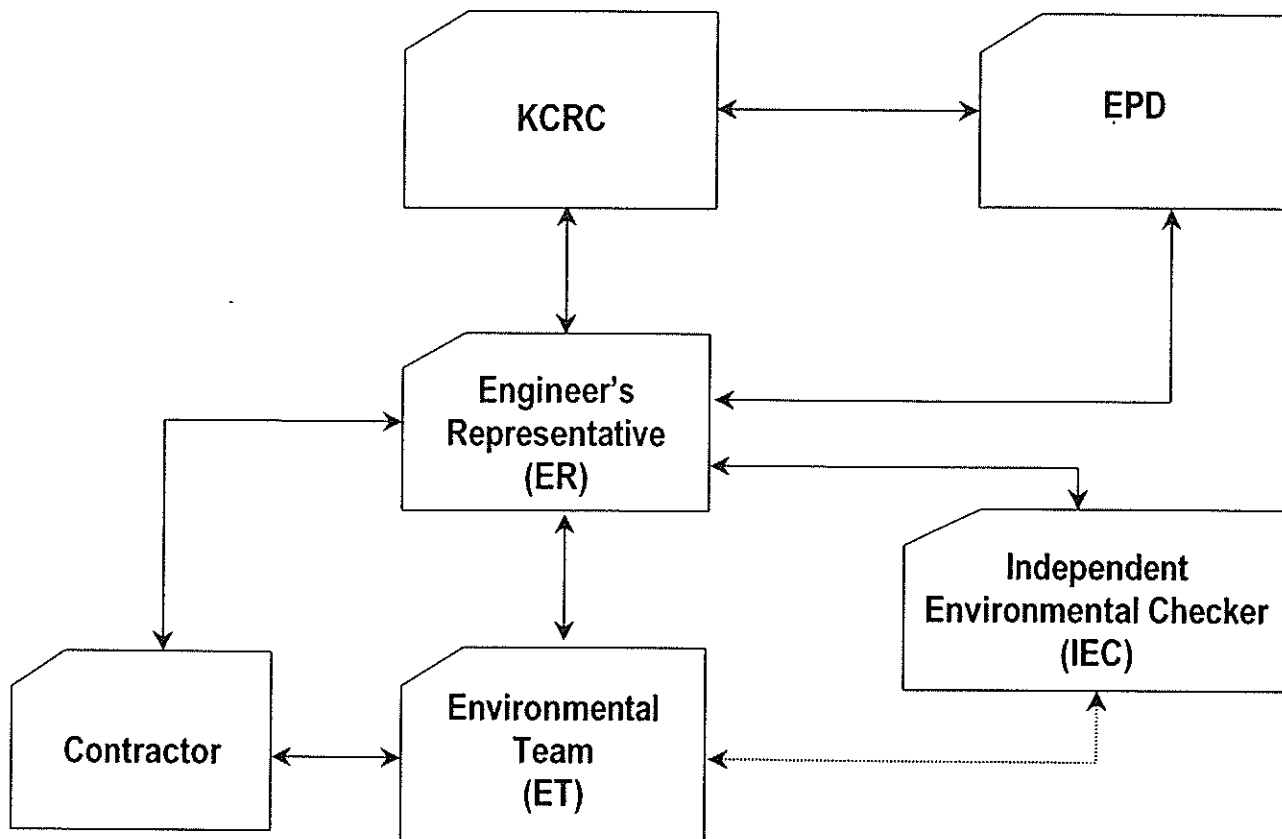 KCRC
EPD
Engineer's
Representative
(ER)
Independent
Environmental Checker
(IEC)
Contractor
Environmental
Team
(ET)